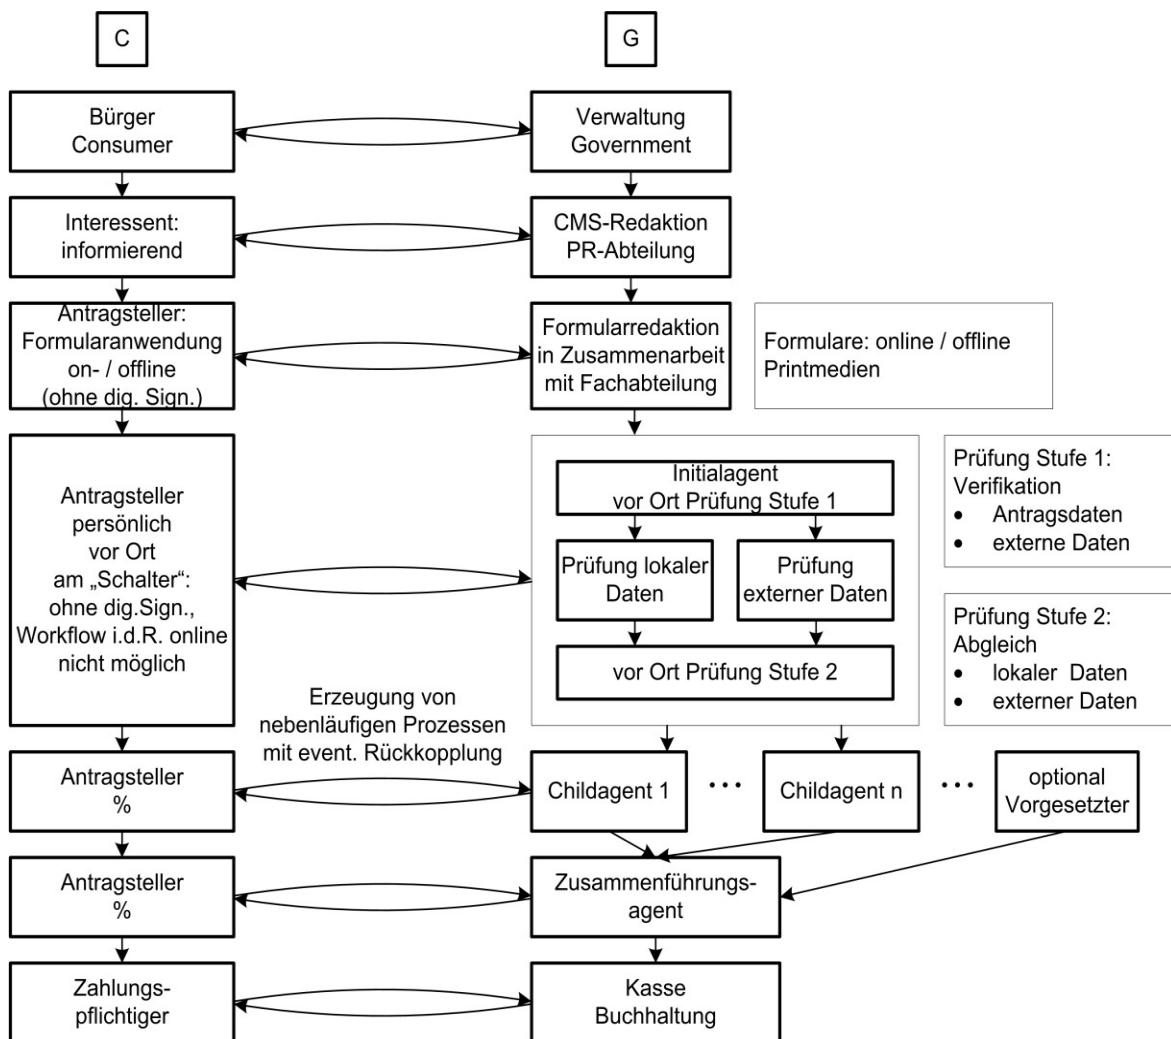 C
G
Bürger
Consumer
Verwaltung
Government
Interessent:
informierend
CMS-Redaktion
PR-Abteilung
Antragsteller:
Formularanwendung
on- / offline
(ohne dig. Sign.)
Formularredaktion
in Zusammenarbeit
mit Fachabteilung
Formulare: online / offline
Printmedien
Antragsteller
persönlich
vor Ort
am „Schalter“:
ohne dig.Sign.,
Workflow i.d.R. online
nicht möglich
Initialagent
vor Ort Prüfung Stufe 1
Prüfung lokaler
Daten
Prüfung
externer Daten
vor Ort Prüfung Stufe 2
Prüfung Stufe 1:
Verifikation
• Antragsdaten
• externe Daten
Prüfung Stufe 2:
Abgleich
• lokaler Daten
• externer Daten
Erzeugung von
nebenläufigen Prozessen
mit event. Rückkopplung
Antragsteller
%
Childagent 1
• • •
Childagent n
• • •
optional
Vorgesetzter
Antragsteller
%
Zusammenführungs-
agent
Zahlungs-
pflichtiger
Kasse
Buchhaltung